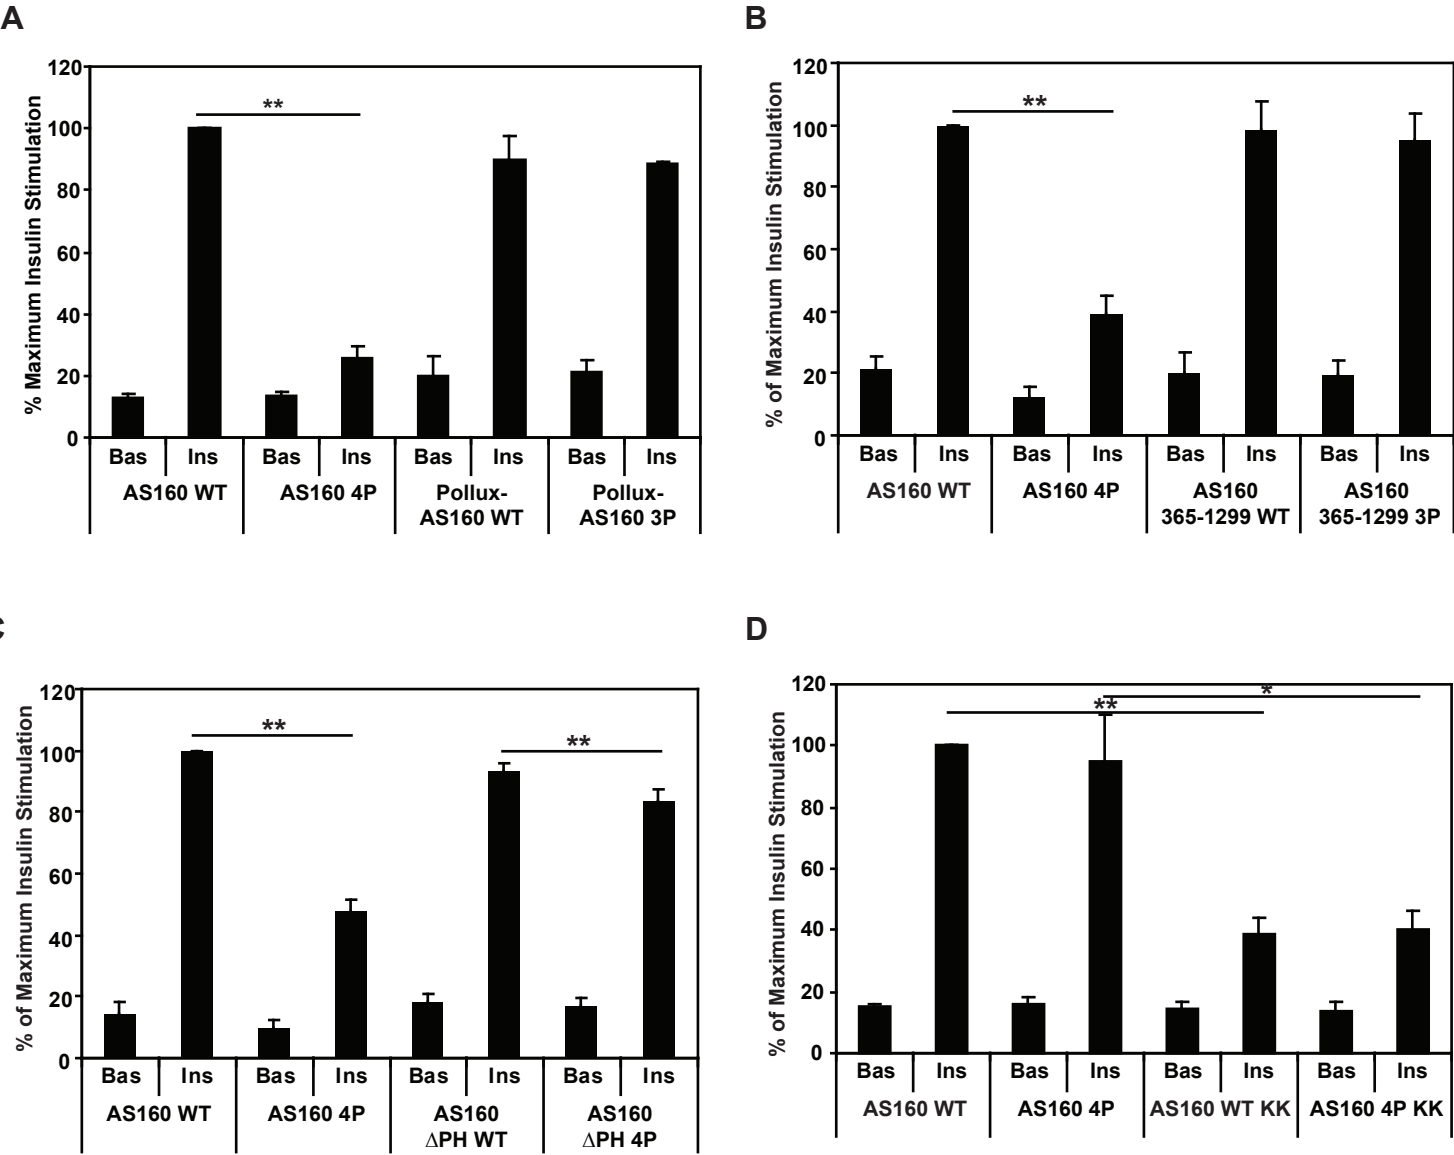 A
% Maximum Insulin Stimulation
120
100
80
60
40
20
0
**
Bas Ins Bas Ins Bas Ins Bas Ins
AS160 WT AS160 4P Pollux- Pollux-
AS160 WT AS160 3P
B
% of Maximum Insulin Stimulation
120
100
80
60
40
20
0
**
Bas Ins Bas Ins Bas Ins Bas Ins
AS160 WT AS160 4P AS160 AS160
365-1299 WT 365-1299 3P
C
% of Maximum Insulin Stimulation
120
100
80
60
40
20
0
** **
Bas Ins Bas Ins Bas Ins Bas Ins
AS160 WT AS160 4P AS160 AS160
∆PH WT ∆PH 4P
D
% of Maximum Insulin Stimulation
120
100
80
60
40
20
0
*
**
Bas Ins Bas Ins Bas Ins Bas Ins
AS160 WT AS160 4P AS160 WT KK AS160 4P KK